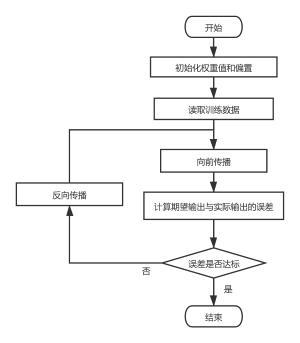 开始
初始化权重值和偏置
读取训练数据
向前传播
反向传播
计算期望输出与实际输出的误差
误差是否达标
否
是
结束